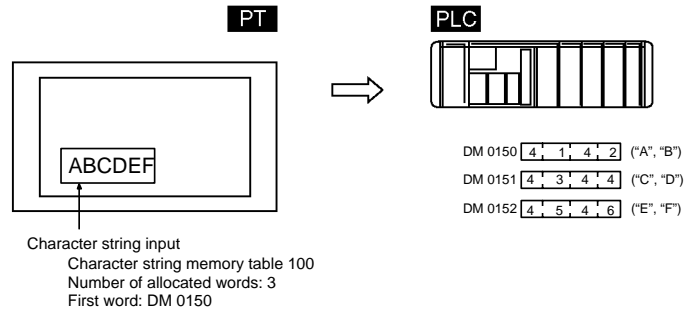 PT
PLC
ABCDEF
DM 0150 4 1 4 2 (“A”, “B”)
DM 0151 4 3 4 4 (“C”, “D”)
DM 0152 4 5 4 6 (“E”, “F”)
Character string input
Character string memory table 100
Number of allocated words: 3
First word: DM 0150